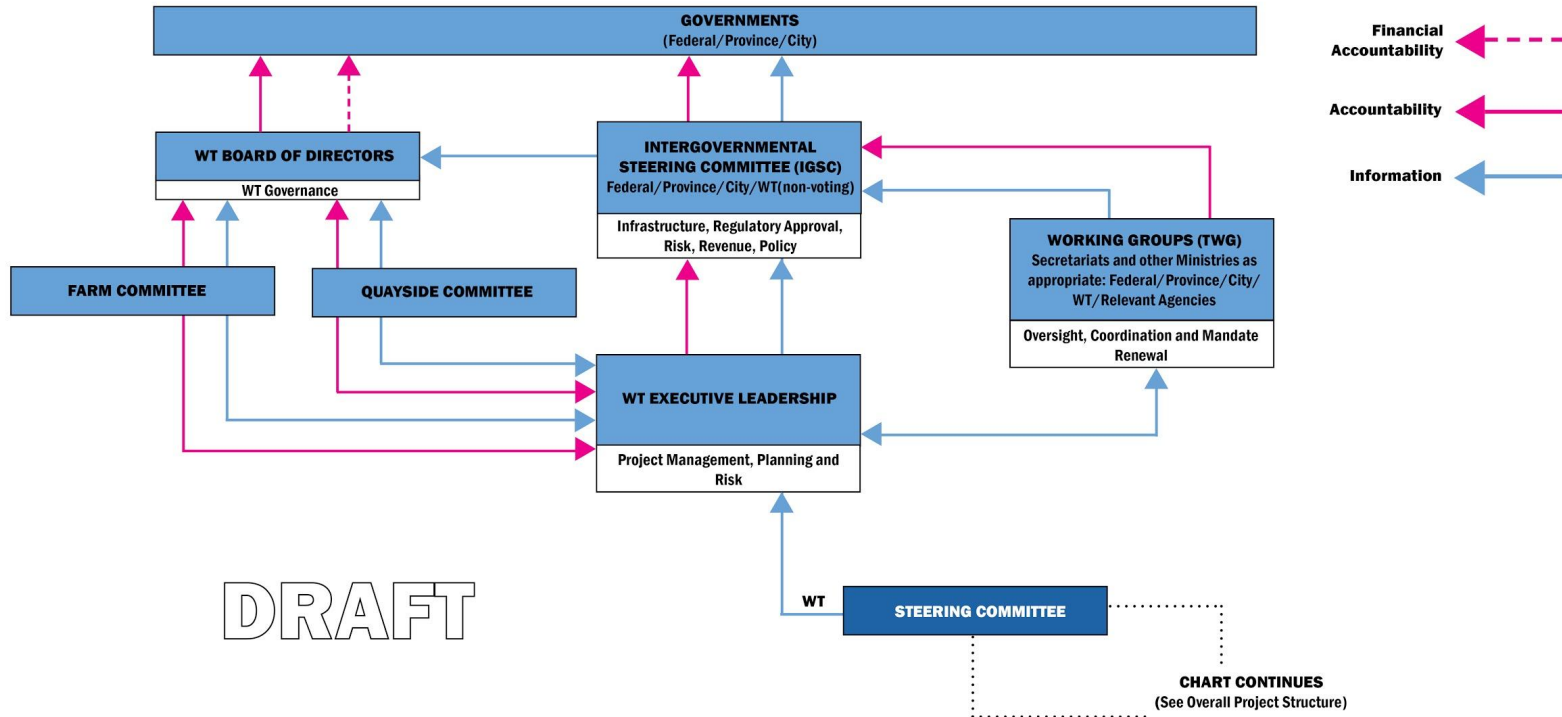 GOVERNMENTS
(Federal/Province/City)
Financial
Accountability
Accountability
Information
WT BOARD OF DIRECTORS
WT Governance
INTERGOVERNMENTAL
STEERING COMMITTEE (IGSC)
Federal/Province/City/WT(non-voting)
Infrastructure, Regulatory Approval,
Risk, Revenue, Policy
WORKING GROUPS (TWG)
Secretariats and other Ministries as
appropriate: Federal/Province/City/
WT/Relevant Agencies
Oversight, Coordination and Mandate
Renewal
FARM COMMITTEE
QUAYSIDE COMMITTEE
WT EXECUTIVE LEADERSHIP
Project Management, Planning and
Risk
DRAFT
WT
STEERING COMMITTEE
CHART CONTINUES
(See Overall Project Structure)